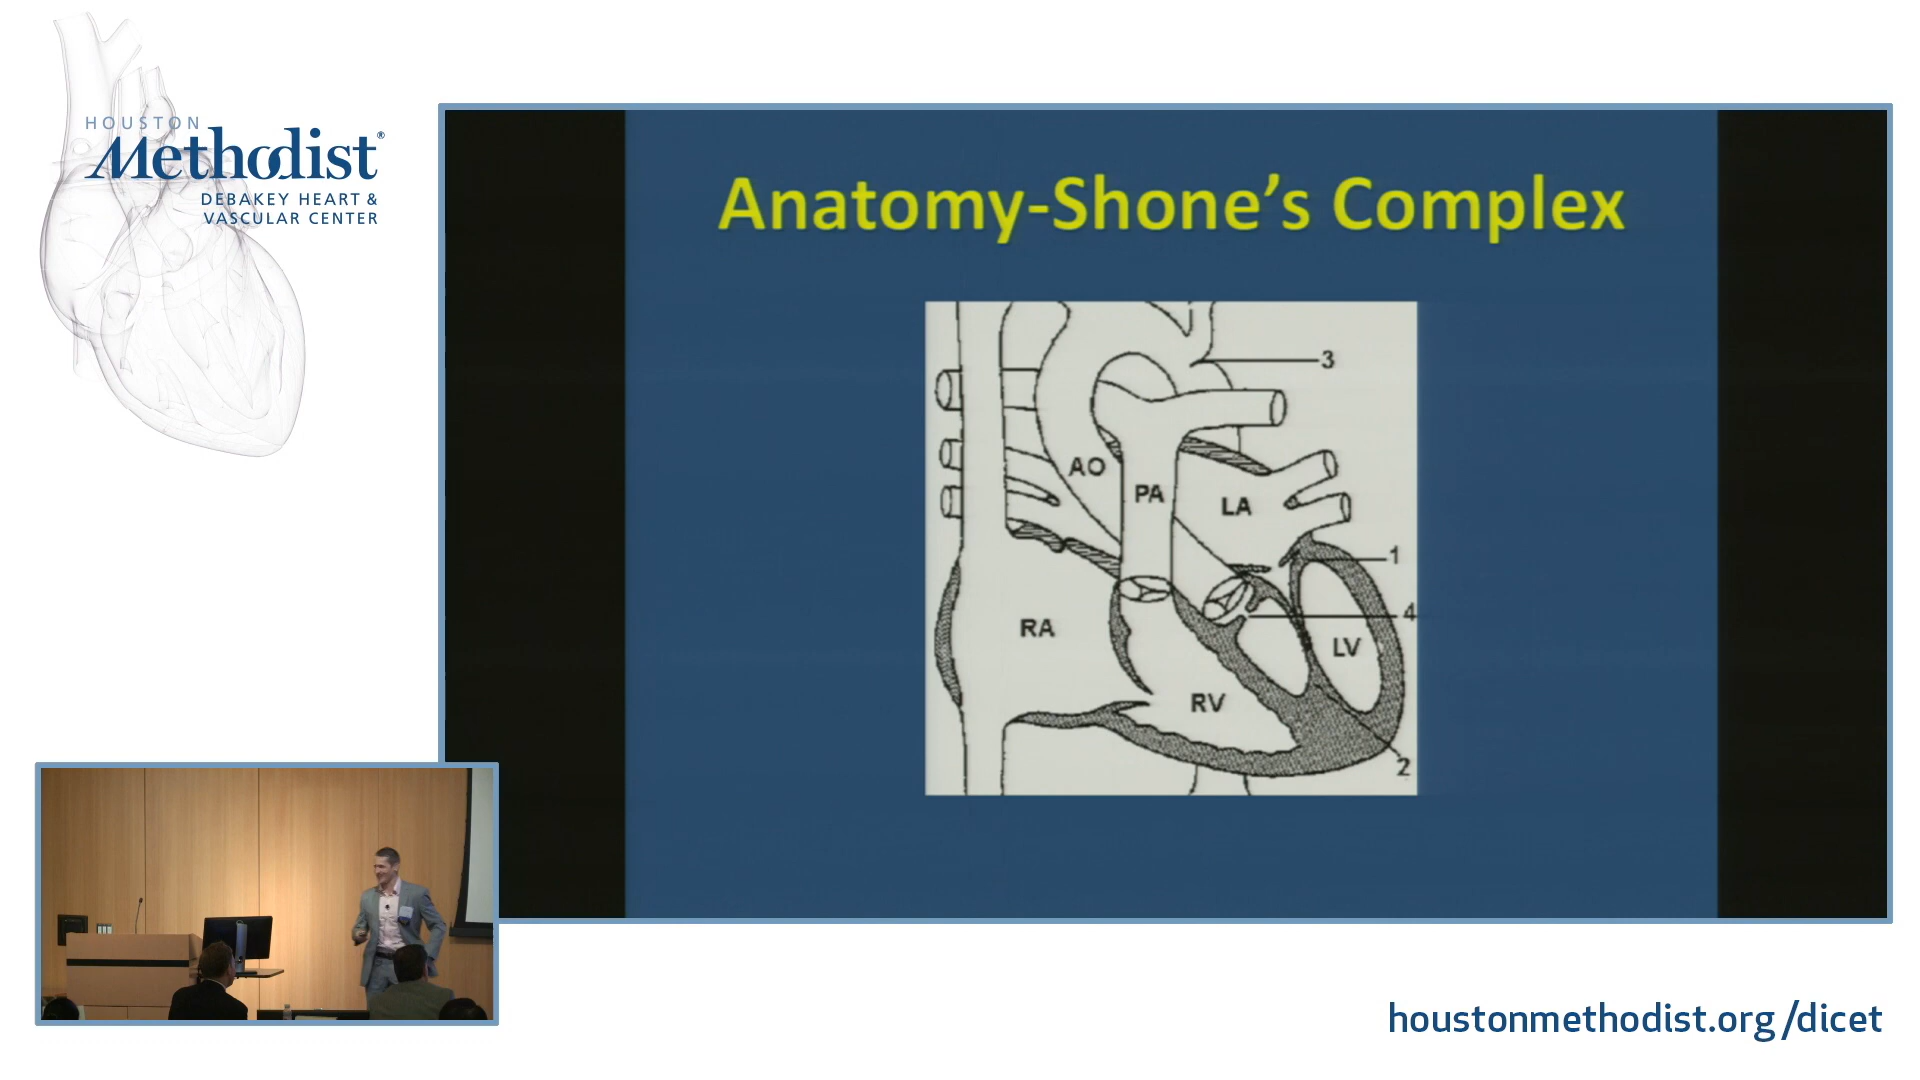 HOUSTON
Methodist®
DEBAKEY HEART &
VASCULAR CENTER
Anatomy-Shone's Complex
3
AO
PA
LA
1
4
RA
LV
RV
2
houstonmethodist.org/dicet